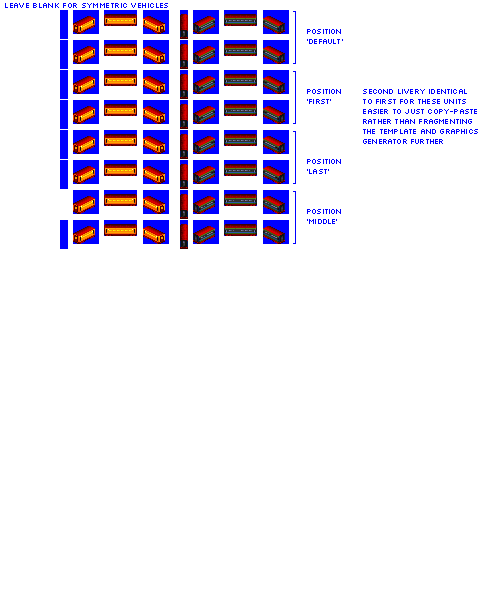 LEAVE BLANK FOR SYMMETRIC VEHICLES
POSITION
'DEFAULT'
POSITION
'FIRST'
SECOND LIVERY IDENTICAL
TO FIRST FOR THESE UNITS
EASIER TO JUST COPY-PASTE
RATHER THAN FRAGMENTING
THE TEMPLATE AND GRAPHICS
GENERATOR FURTHER
POSITION
'LAST'
POSITION
'MIDDLE'